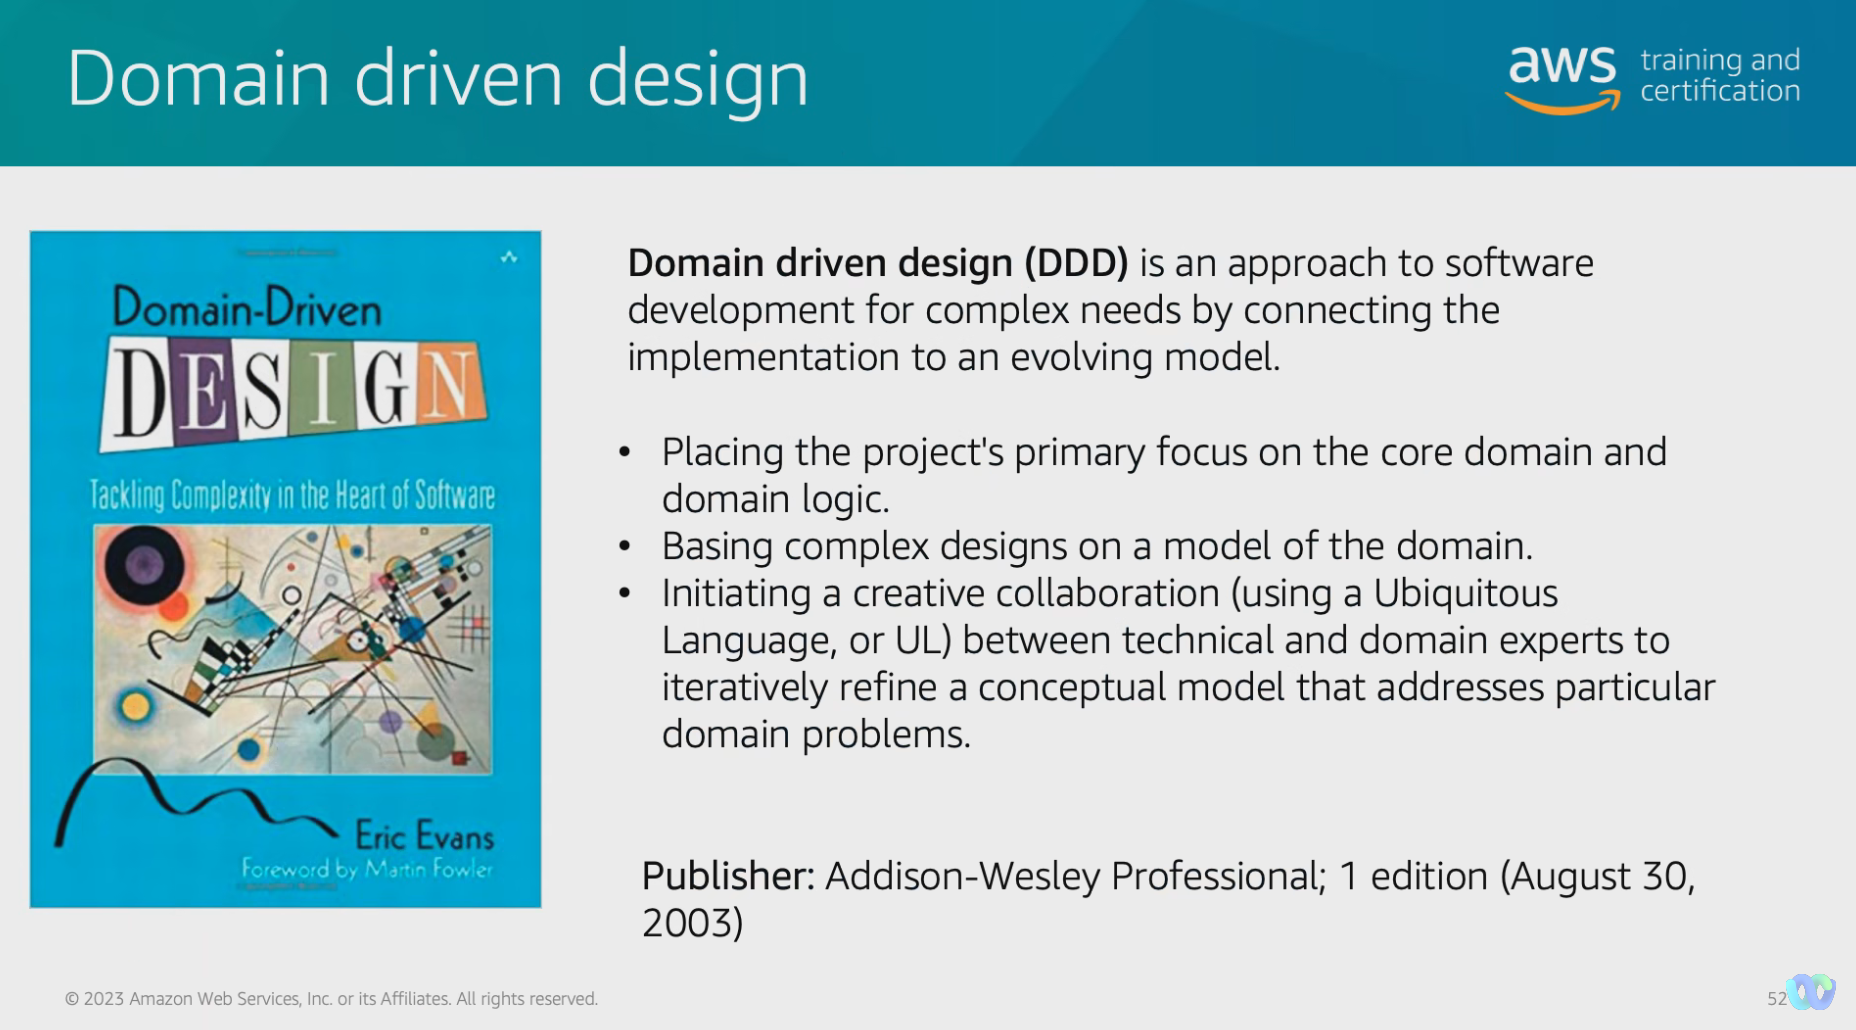 Domain driven design
aws training and
certification
Domain-Driven
DESIGN
Tackling Complexity in the Heart of Software
Eric Evans
Foreword by Martin Fowler
Domain driven design (DDD) is an approach to software
development for complex needs by connecting the
implementation to an evolving model.
• Placing the project's primary focus on the core domain and
domain logic.
• Basing complex designs on a model of the domain.
• Initiating a creative collaboration (using a Ubiquitous
Language, or UL) between technical and domain experts to
iteratively refine a conceptual model that addresses particular
domain problems.
Publisher: Addison-Wesley Professional; 1 edition (August 30,
2003)
© 2023 Amazon Web Services, Inc. or its Affiliates. All rights reserved.
52